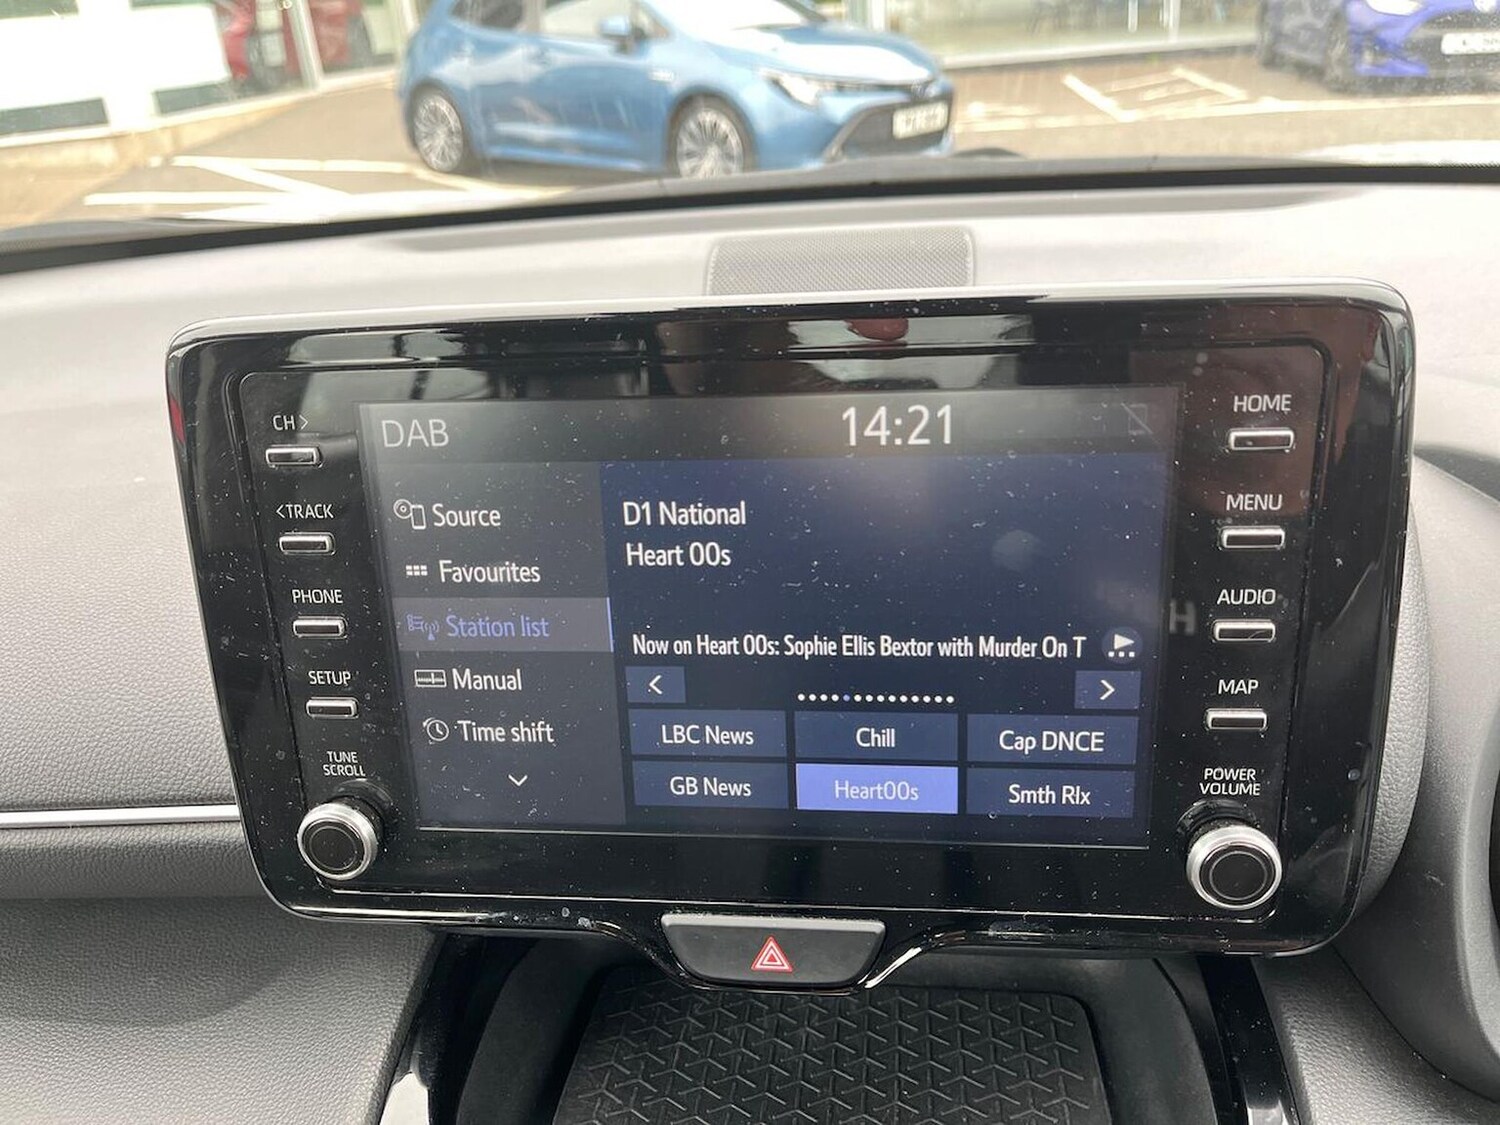 CH>
<TRACK
PHONE
SETUP
TUNE
SCROLL
DAB
14:21
Source
Favourites
Station list
Manual
Time shift
D1 National
Heart 00s
Now on Heart 00s: Sophie Ellis Bextor with Murder On T
<
>
LBC News
Chill
Cap DNCE
GB News
Heart00s
Smth Rlx
HOME
MENU
AUDIO
MAP
POWER
VOLUME